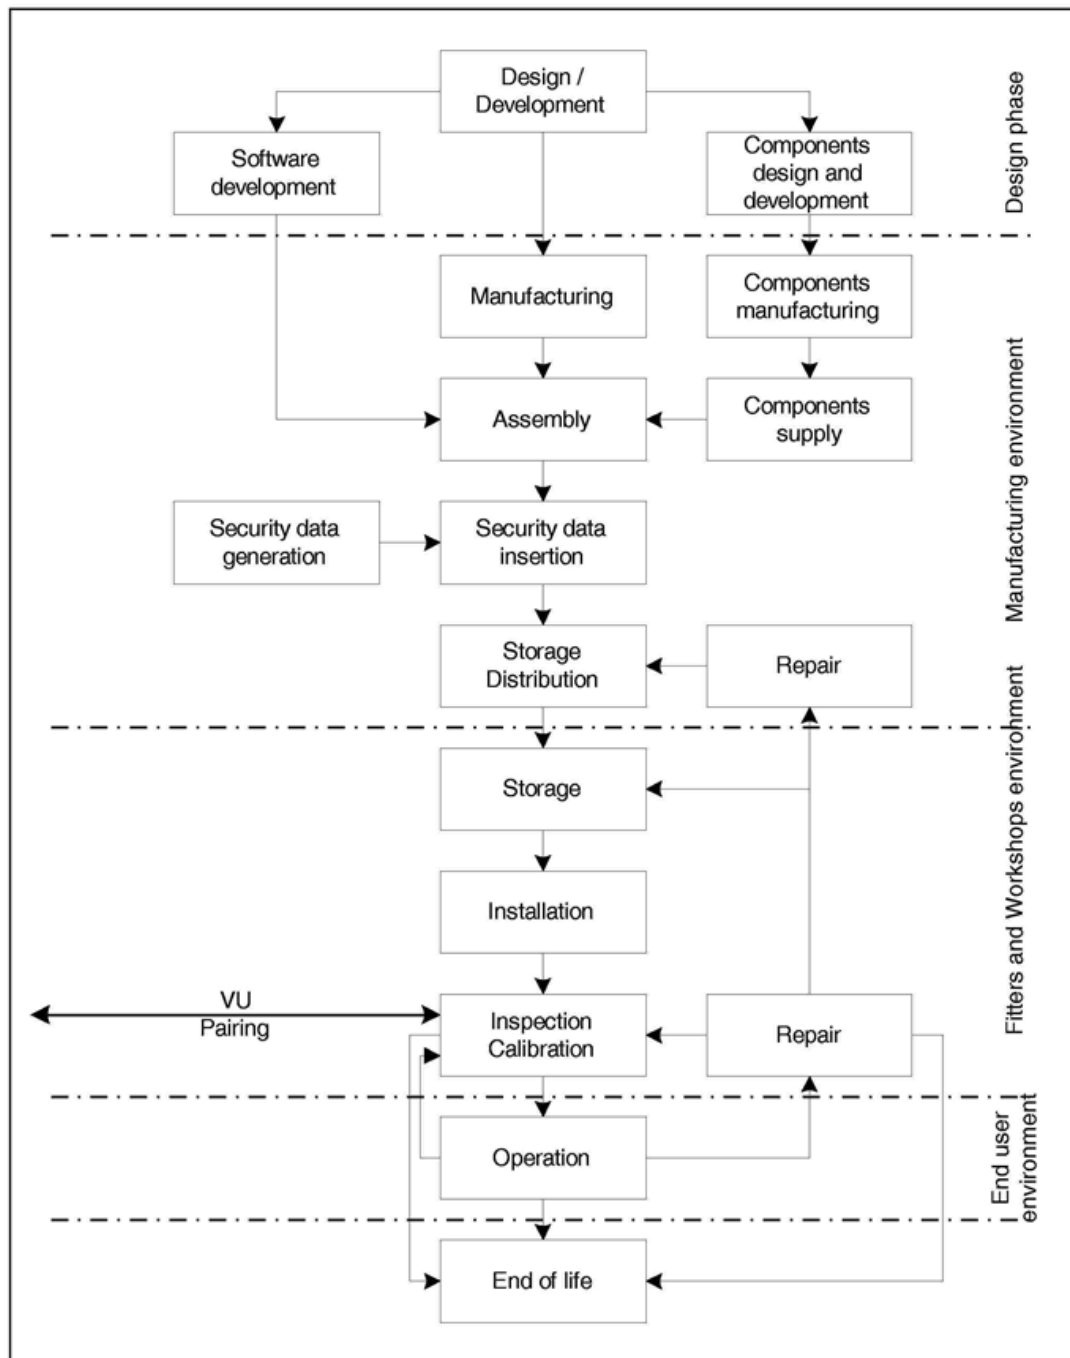 Design /
Development
Software
development
Components
design and
development
Design phase
Manufacturing
Components
manufacturing
Assembly
Components
supply
Security data
generation
Security data
insertion
Storage
Distribution
Repair
Manufacturing environment
Storage
Installation
VU
Pairing
Inspection
Calibration
Repair
Fitters and Workshops environment
Operation
End user
environment
End of life